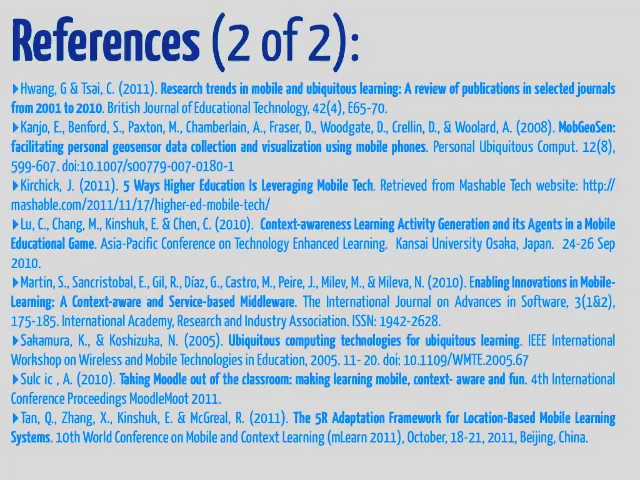 References (2 of 2):
Hwang, G & Tsai, C. (2011). Research trends in mobile and ubiquitous learning: A review of publications in selected journals
from 2001 to 2010. British Journal of Educational Technology, 42(4), E65-70.
Kanjo, E., Benford, S., Paxton, M., Chamberlain, A., Fraser, D., Woodgate, D., Crellin, D., & Woolard, A. (2008). MobGeoSen:
facilitating personal geosensor data collection and visualization using mobile phones. Personal Ubiquitous Comput. 12(8),
599-607. doi:10.1007/s00779-007-0180-1
Kirchick, J. (2011). 5 Ways Higher Education Is Leveraging Mobile Tech. Retrieved from Mashable Tech website: http://
mashable.com/2011/11/17/higher-ed-mobile-tech/
Lu, C., Chang, M., Kinshuk, E. & Chen, C. (2010). Context-awareness Learning Activity Generation and its Agents in a Mobile
Educational Game. Asia-Pacific Conference on Technology Enhanced Learning. Kansai University Osaka, Japan. 24-26 Sep
2010.
Martin, S., Sancristobal, E., Gil, R., Díaz, G., Castro, M., Peire, J., Milev, M., & Mileva, N. (2010). Enabling Innovations in Mobile-
Learning: A Context-aware and Service-based Middleware. The International Journal on Advances in Software, 3(1&2),
175-185. International Academy, Research and Industry Association. ISSN: 1942-2628.
Sakamura, K., & Koshizuka, N. (2005). Ubiquitous computing technologies for ubiquitous learning. IEEE International
Workshop on Wireless and Mobile Technologies in Education, 2005. 11- 20. doi: 10.1109/WMTE.2005.67
Sulc ic , A. (2010). Taking Moodle out of the classroom: making learning mobile, context- aware and fun. 4th International
Conference Proceedings MoodleMoot 2011.
Tan, Q., Zhang, X., Kinshuk, E. & McGreal, R. (2011). The 5R Adaptation Framework for Location-Based Mobile Learning
Systems. 10th World Conference on Mobile and Context Learning (mLearn 2011), October, 18-21, 2011, Beijing, China.